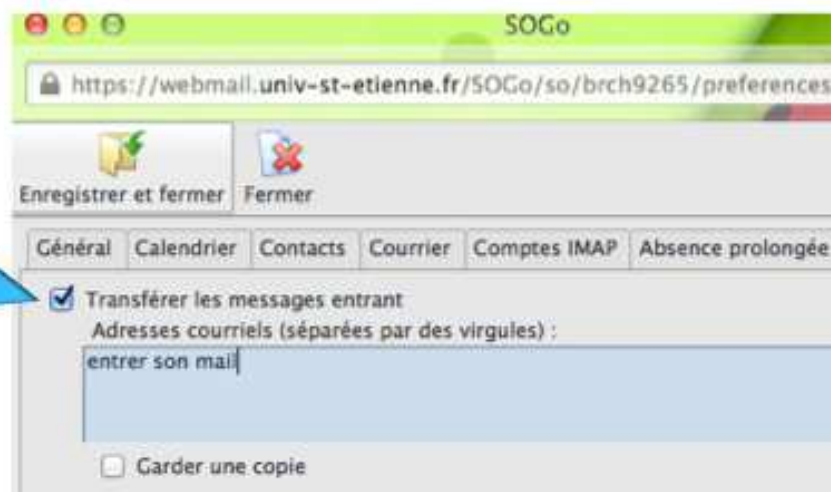 SOGo
https://webmail.univ-st-etienne.fr/SOGo/so/brch9265/preferences
Enregistrer et fermer Fermer
Général Calendrier Contacts Courrier Comptes IMAP Absence prolongée
Transférer les messages entrant
Adresses courriels (séparées par des virgules) :
entrer son mail
Garder une copie